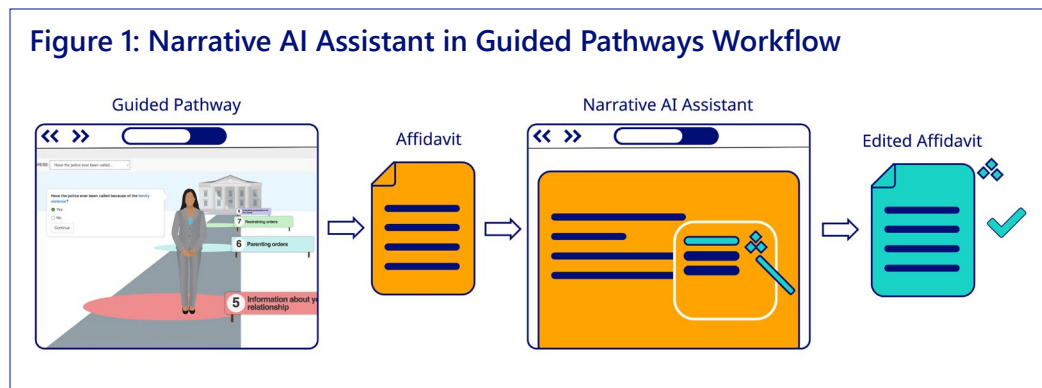 Figure 1: Narrative AI Assistant in Guided Pathways Workflow
Guided Pathway
Have the police ever been called...
Have the police ever been called because of the family
violence?
Yes
No
Continue
7 Restraining orders
6 Parenting orders
5 Information about
relationship
Affidavit
Narrative AI Assistant
Edited Affidavit